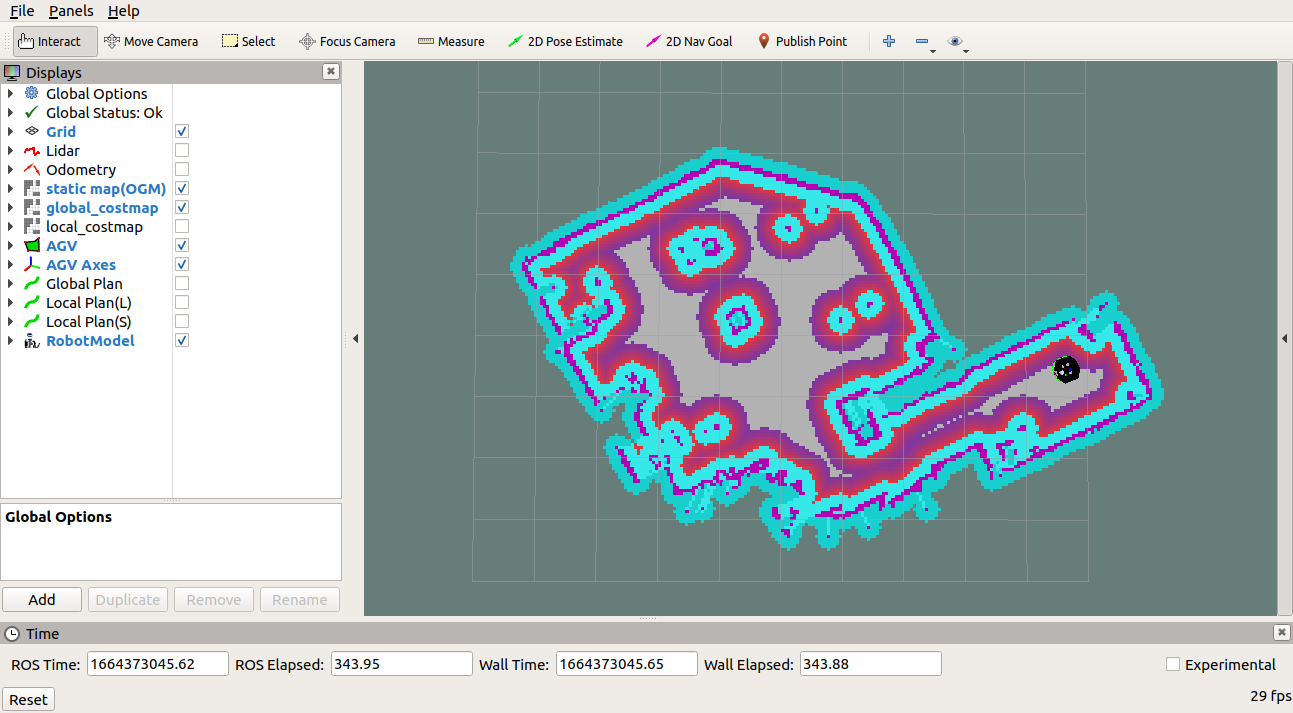 File Panels Help
Interact Move Camera Select Focus Camera Measure 2D Pose Estimate 2D Nav Goal Publish Point
Displays
Global Options
Global Status: Ok
Grid
Lidar
Odometry
static map(OGM)
global_costmap
local_costmap
AGV
AGV Axes
Global Plan
Local Plan(L)
Local Plan(S)
RobotModel
Global Options
Add Duplicate Remove Rename
Time
ROS Time: 1664373045.62 ROS Elapsed: 343.95 Wall Time: 1664373045.65 Wall Elapsed: 343.88 Experimental
Reset 29 fps